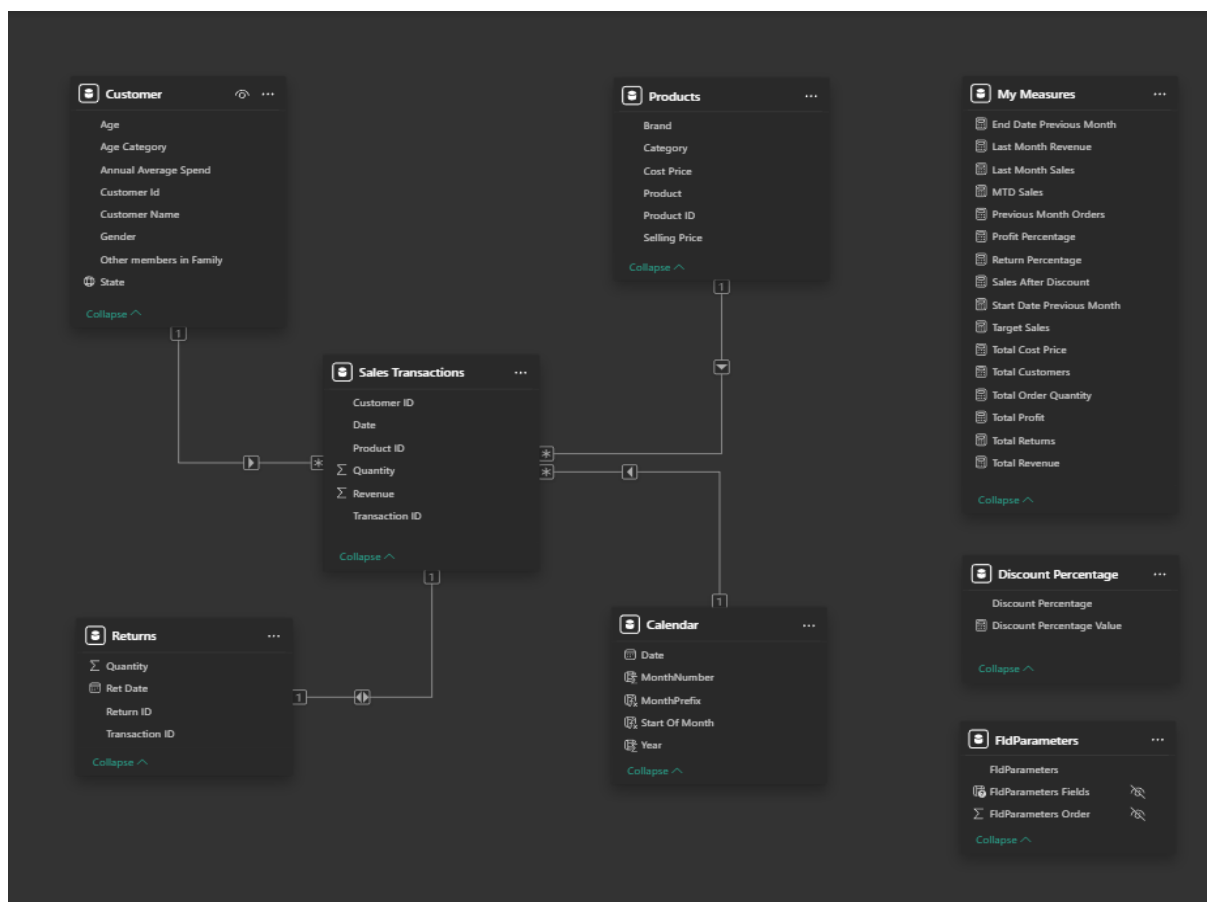 Customer
Age
Age Category
Annual Average Spend
Customer Id
Customer Name
Gender
Other members in Family
State
Collapse
1
Products
Brand
Category
Cost Price
Product
Product ID
Selling Price
Collapse
1
My Measures
End Date Previous Month
Last Month Revenue
Last Month Sales
MTD Sales
Previous Month Orders
Profit Percentage
Return Percentage
Sales After Discount
Start Date Previous Month
Target Sales
Total Cost Price
Total Customers
Total Order Quantity
Total Profit
Total Returns
Total Revenue
Collapse
Sales Transactions
Customer ID
Date
Product ID
Σ Quantity
Σ Revenue
Transaction ID
Collapse
*
*
*
1
Returns
Σ Quantity
Ret Date
Return ID
Transaction ID
Collapse
1
1
Calendar
Date
MonthNumber
MonthPrefix
Start Of Month
Year
Collapse
Discount Percentage
Discount Percentage
Discount Percentage Value
Collapse
FldParameters
FldParameters
FldParameters Fields
Σ FldParameters Order
Collapse